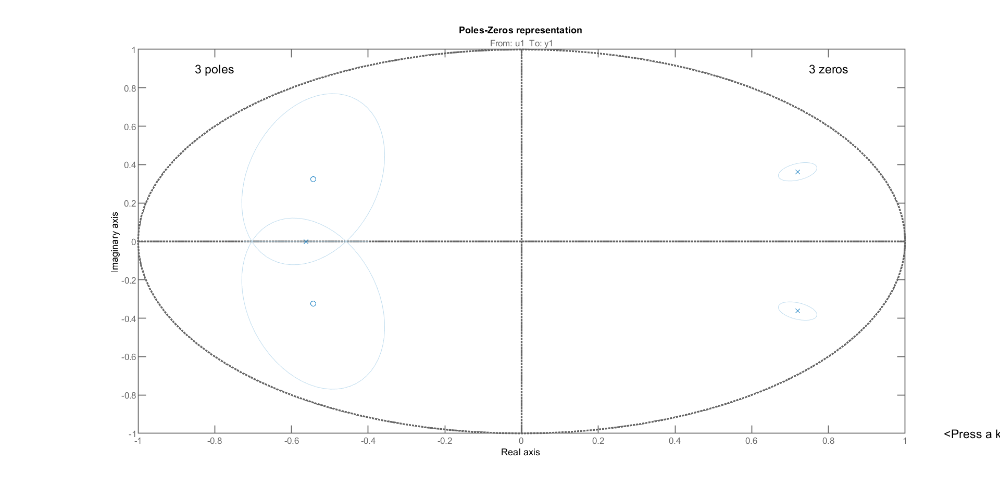 Poles-Zeros representation
From: u1  To: y1
3 poles
3 zeros
1
0.8
0.6
0.4
0.2
0
-0.2
-0.4
-0.6
-0.8
-1
Imaginary axis
-1 -0.8 -0.6 -0.4 -0.2 0 0.2 0.4 0.6 0.8 1
Real axis
<Press a k